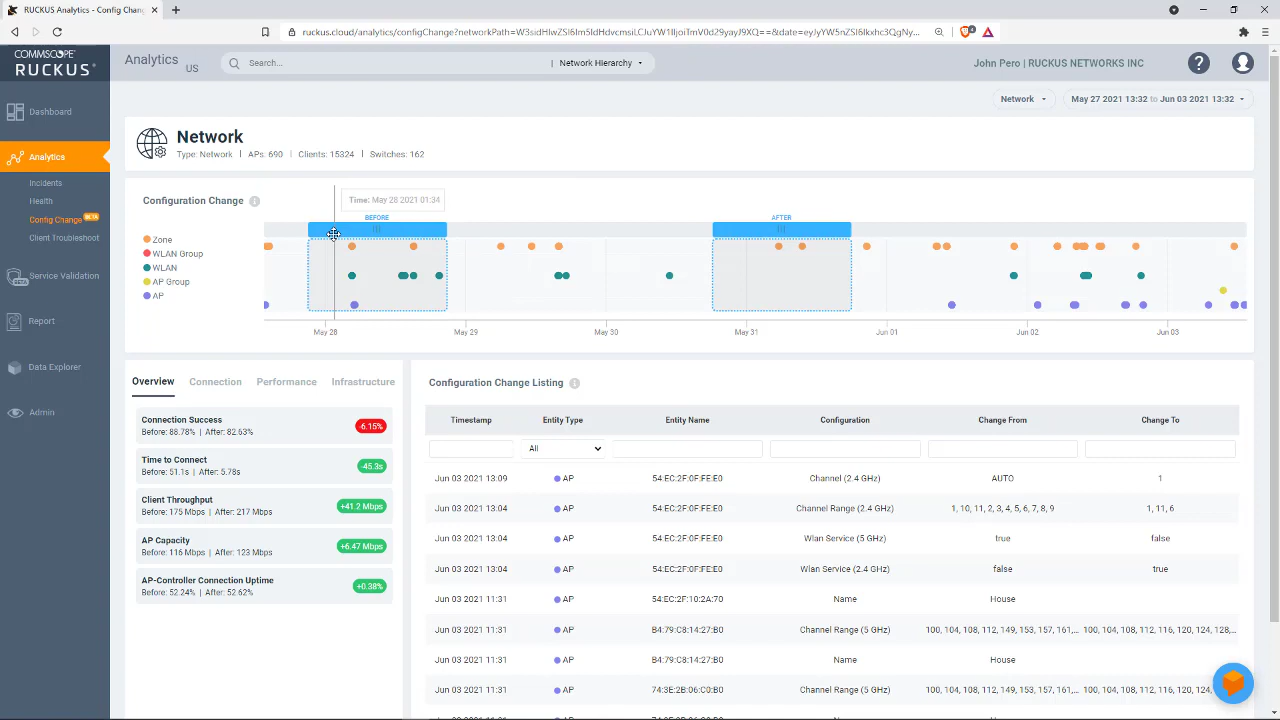 RUCKUS Analytics - Config Chan
ruckus.cloud/analytics/configChange?networkPath=
COMMSCOPE
RUCKUS
Analytics
US
Search...
Network Hierarchy
John Pero | RUCKUS NETWORKS INC
?
Dashboard
Analytics
Incidents
Health
Config Change BETA
Client Troubleshoot
Service Validation
Report
Data Explorer
Admin
Network
May 27 2021 13:32 to Jun 03 2021 13:32
Network
Type: Network | APs: 690 | Clients: 15324 | Switches: 162
Configuration Change
Time: May 28 2021 01:34
BEFORE
AFTER
Zone
WLAN Group
WLAN
AP Group
AP
May 28
May 29
May 30
May 31
Jun 01
Jun 02
Jun 03
Overview
Connection
Performance
Infrastructure
Connection Success
Before: 88.78% | After: 82.63%
-6.15%
Time to Connect
Before: 51.1s | After: 5.78s
-45.3s
Client Throughput
Before: 175 Mbps | After: 217 Mbps
+41.2 Mbps
AP Capacity
Before: 116 Mbps | After: 123 Mbps
+6.47 Mbps
AP-Controller Connection Uptime
Before: 52.24% | After: 52.62%
+0.38%
Configuration Change Listing
Timestamp Entity Type Entity Name Configuration Change From Change To
All
Jun 03 2021 13:09 AP 54:EC:2F:0F:FE:E0 Channel (2.4 GHz) AUTO 1
Jun 03 2021 13:04 AP 54:EC:2F:0F:FE:E0 Channel Range (2.4 GHz) 1, 10, 11, 2, 3, 4, 5, 6, 7, 8, 9 1, 11, 6
Jun 03 2021 13:04 AP 54:EC:2F:0F:FE:E0 Wlan Service (5 GHz) true false
Jun 03 2021 13:04 AP 54:EC:2F:0F:FE:E0 Wlan Service (2.4 GHz) false true
Jun 03 2021 11:31 AP 54:EC:2F:10:2A:70 Name House
Jun 03 2021 11:31 AP B4:79:C8:14:27:B0 Channel Range (5 GHz) 100, 104, 108, 112, 149, 153, 157, 161,... 100, 104, 108, 112, 116, 120, 124, 128,...
Jun 03 2021 11:31 AP B4:79:C8:14:27:B0 Name House
Jun 03 2021 11:31 AP 74:3E:2B:06:C0:B0 Channel Range (5 GHz) 100, 104, 108, 112, 149, 153, 157, 161,... 100, 104, 108, 112, 116, 120, 124,